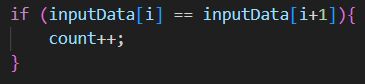 if (inputData[i] == inputData[i+1]){
    count++;
}